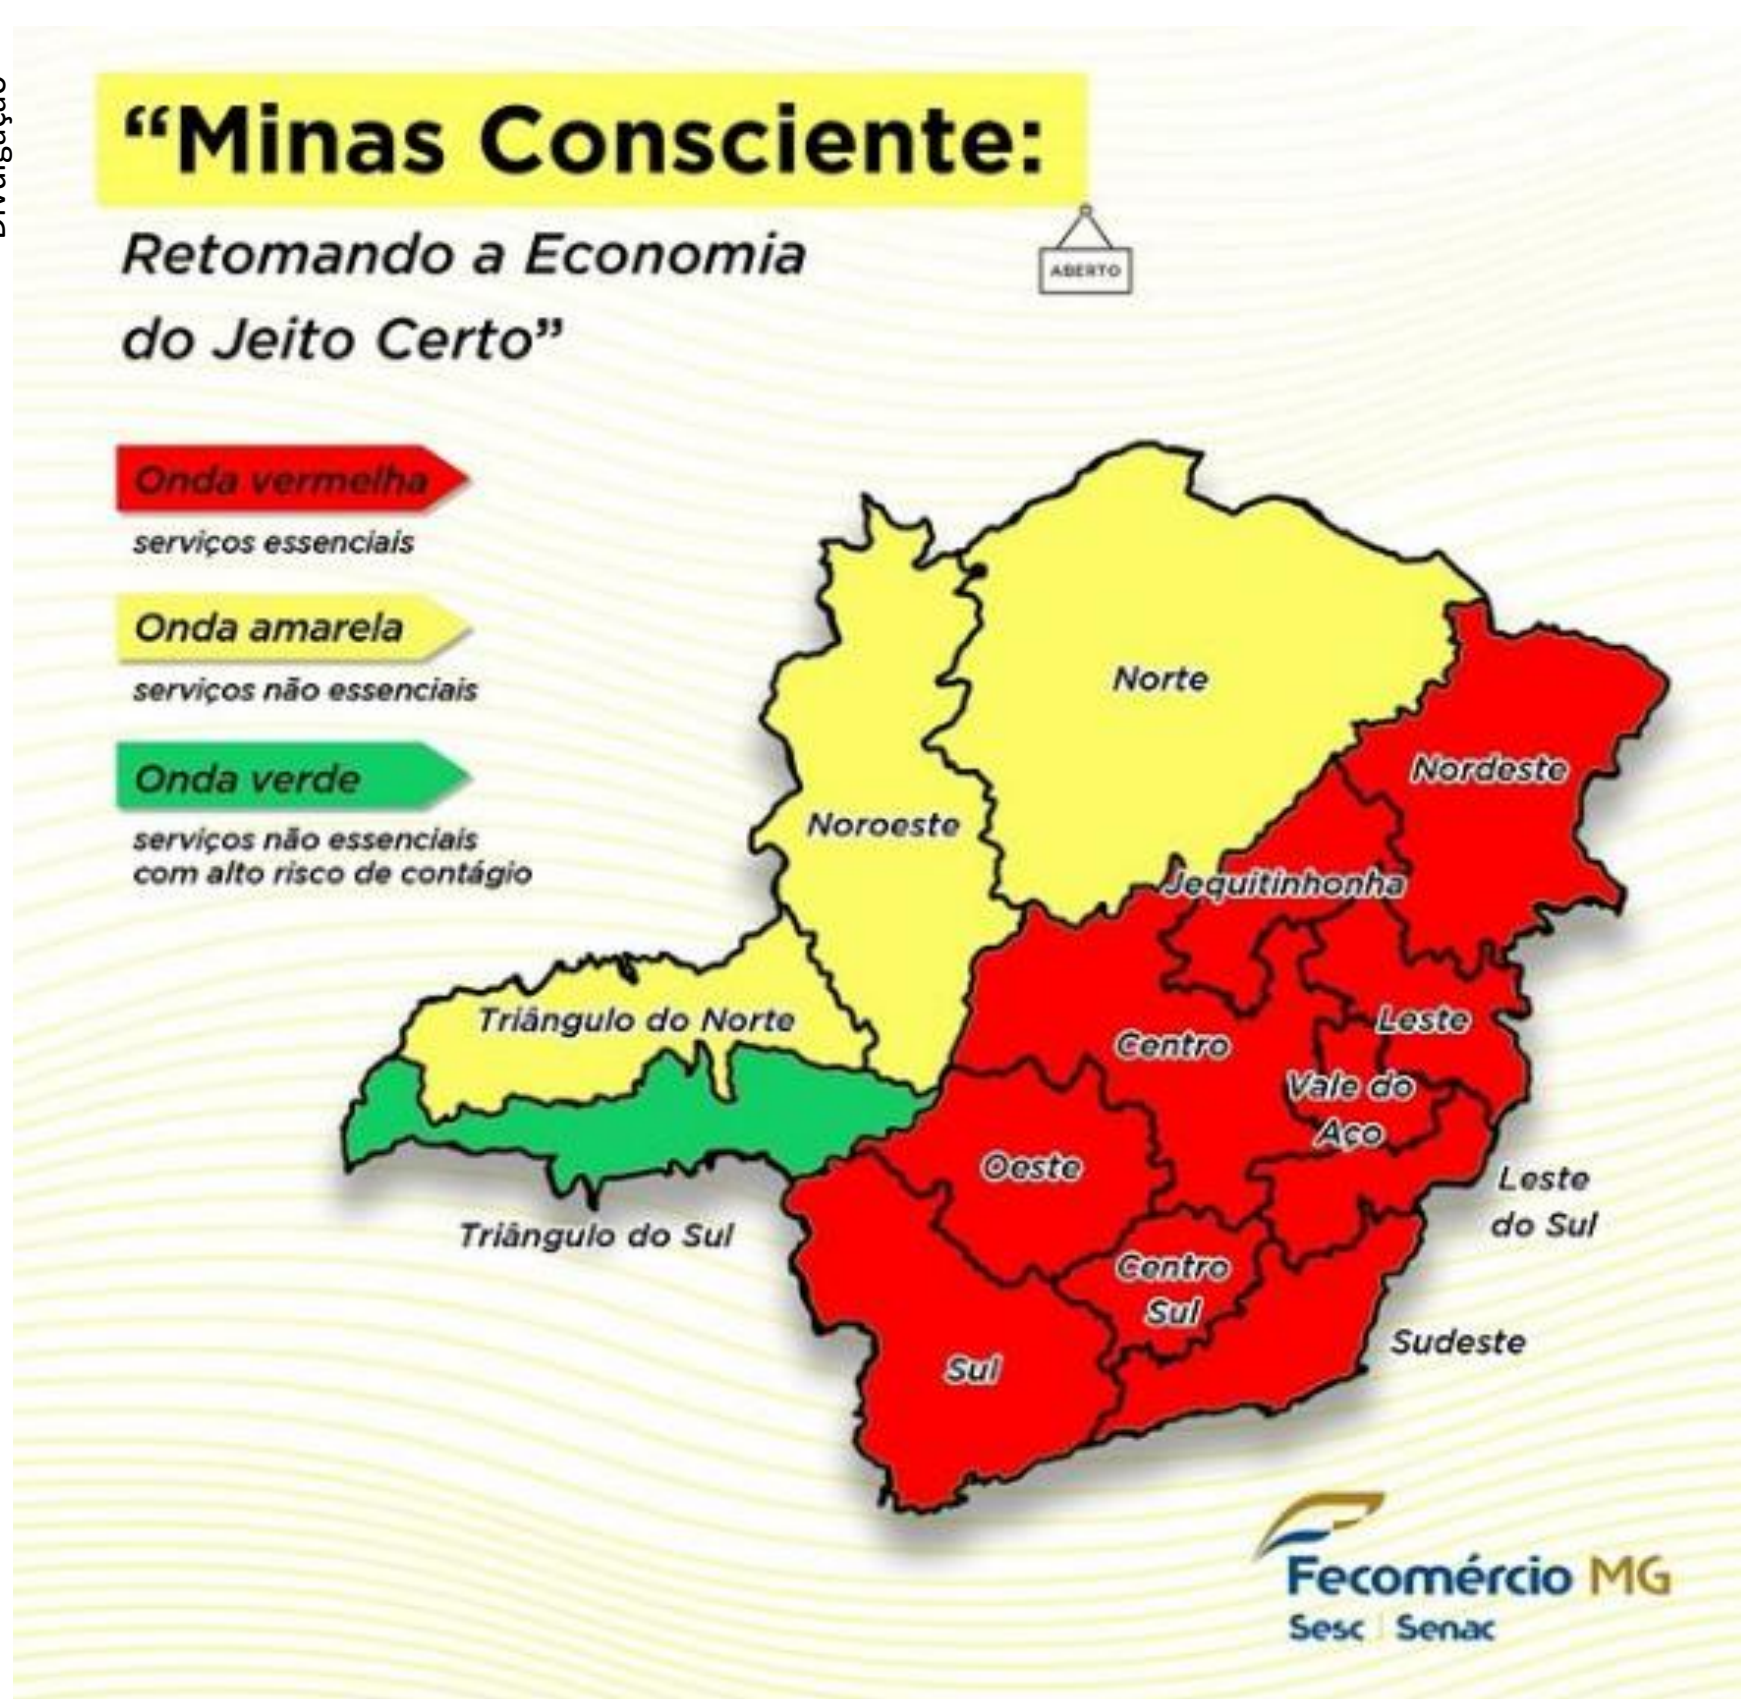 Divulgação
“Minas Consciente:
Retomando a Economia
do Jeito Certo”
ABERTO
Onda vermelha
serviços essenciais
Onda amarela
serviços não essenciais
Onda verde
serviços não essenciais
com alto risco de contágio
Norte
Nordeste
Noroeste
Jequitinhonha
Triângulo do Norte
Leste
Centro
Vale do
Aço
Oeste
Leste
do Sul
Triângulo do Sul
Centro
Sul
Sudeste
Sul
Fecomércio MG
Sesc | Senac